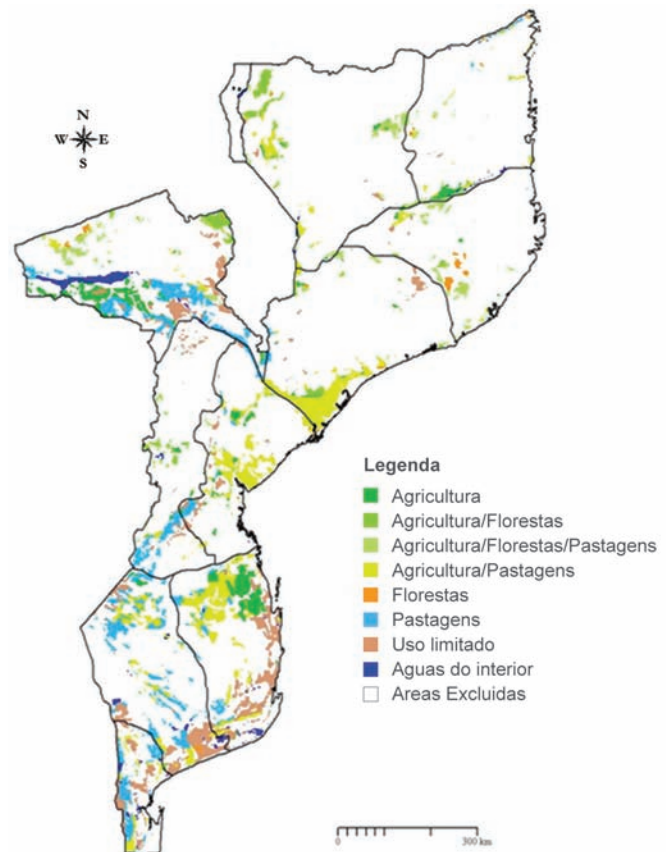 N
W E
S
Legenda
Agricultura
Agricultura/Florestas
Agricultura/Florestas/Pastagens
Agricultura/Pastagens
Florestas
Pastagens
Uso limitado
Aguas do interior
Areas Excluidas
0 300 km